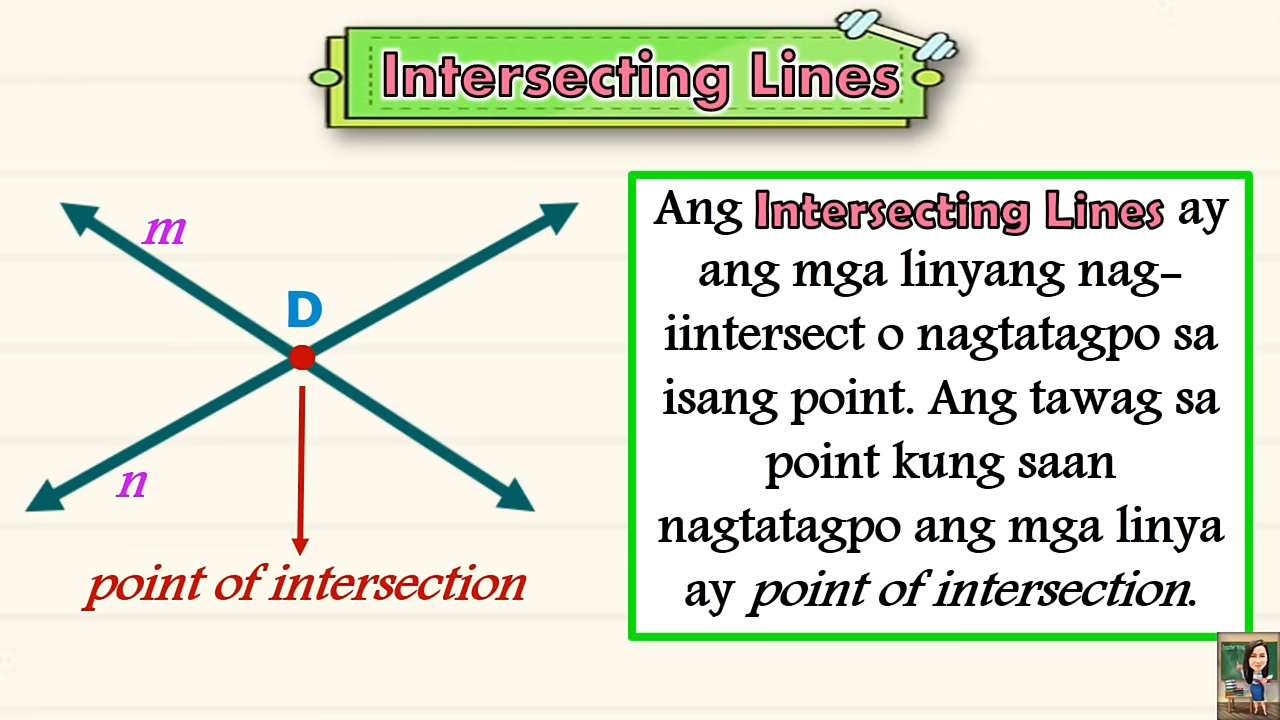 Intersecting Lines
m
D
n
point of intersection
Ang Intersecting Lines ay
ang mga linyang nag-
iintersect o nagtatagpo sa
isang point. Ang tawag sa
point kung saan
nagtatagpo ang mga linya
ay point of intersection.